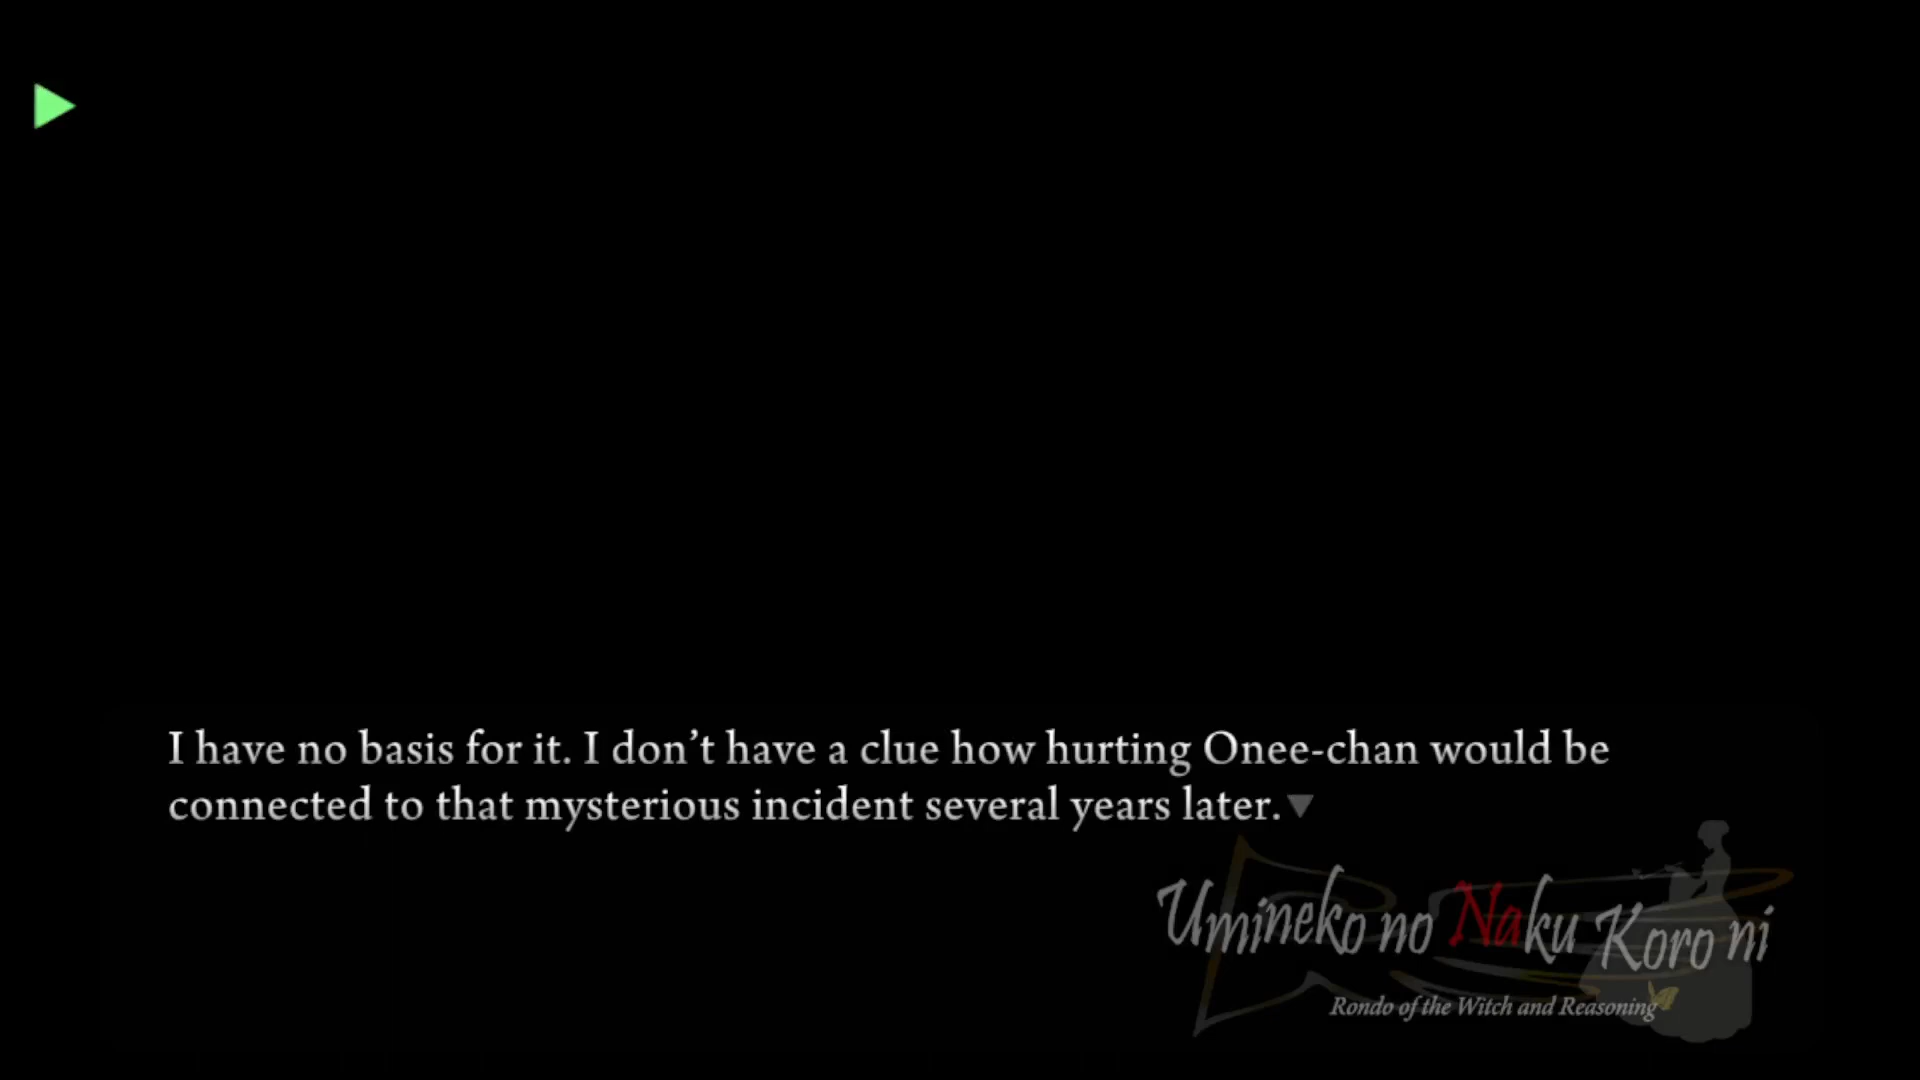 I have no basis for it. I don’t have a clue how hurting Onee-chan would be
connected to that mysterious incident several years later.
Umineko no Naku Koro ni
Rondo of the Witch and Reasoning